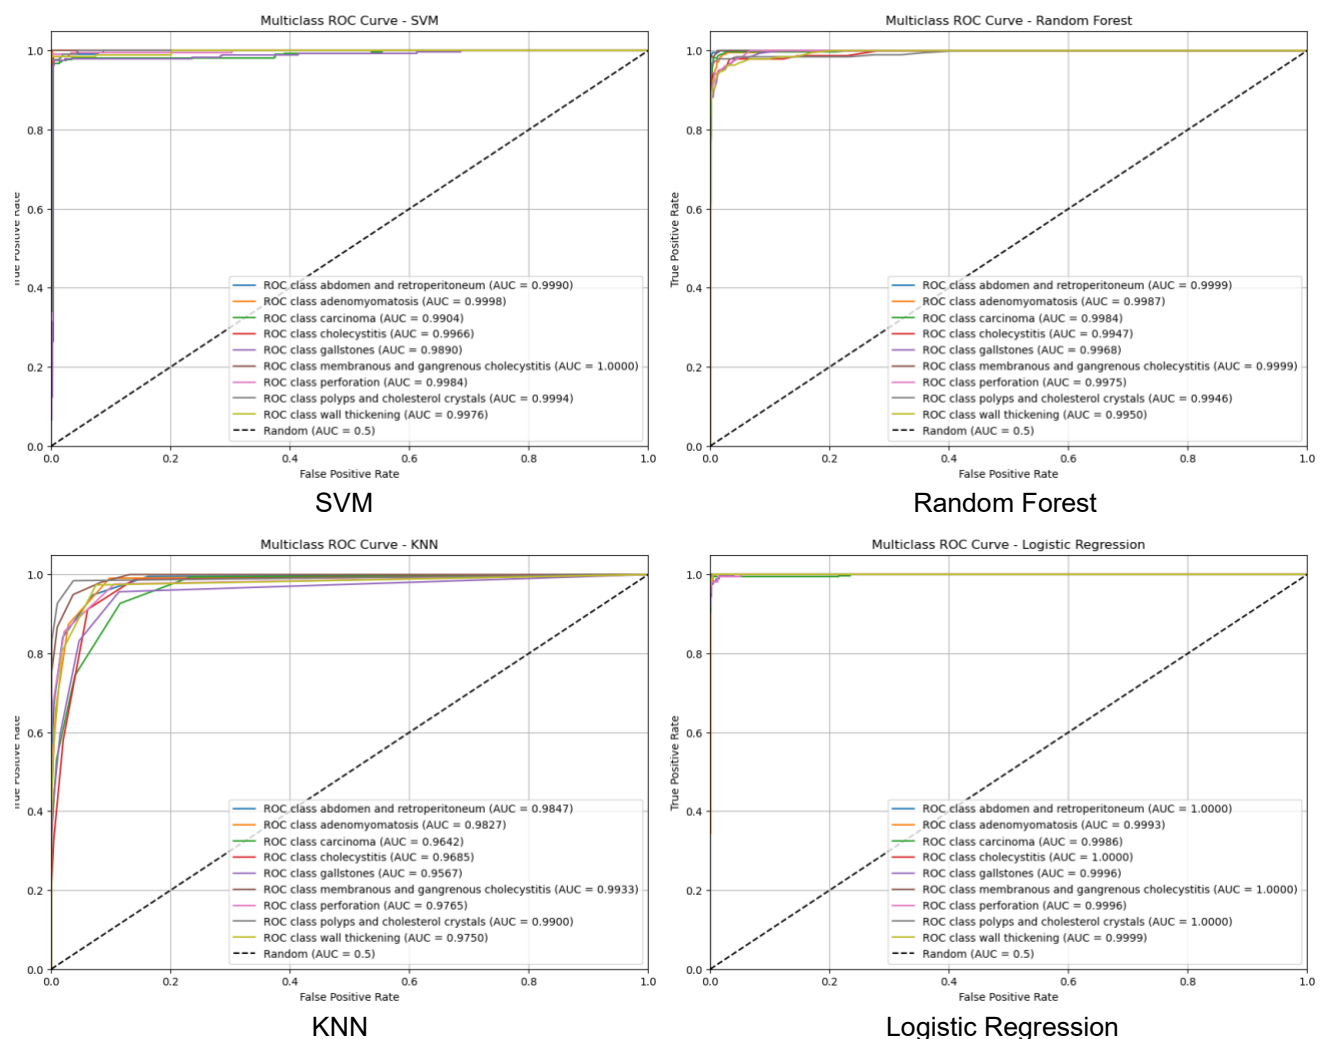 Multiclass ROC Curve - SVM
1.0
0.8
0.6
0.4
0.2
0.0
True Positive Rate
ROC class abdomen and retroperitoneum (AUC = 0.9990)
ROC class adenomyomatosis (AUC = 0.9998)
ROC class carcinoma (AUC = 0.9904)
ROC class cholecystitis (AUC = 0.9966)
ROC class gallstones (AUC = 0.9890)
ROC class membranous and gangrenous cholecystitis (AUC = 1.0000)
ROC class perforation (AUC = 0.9984)
ROC class polyps and cholesterol crystals (AUC = 0.9994)
ROC class wall thickening (AUC = 0.9976)
Random (AUC = 0.5)
0.0 0.2 0.4 0.6 0.8 1.0
False Positive Rate
SVM
Multiclass ROC Curve - Random Forest
1.0
0.8
0.6
0.4
0.2
0.0
True Positive Rate
ROC class abdomen and retroperitoneum (AUC = 0.9999)
ROC class adenomyomatosis (AUC = 0.9987)
ROC class carcinoma (AUC = 0.9984)
ROC class cholecystitis (AUC = 0.9947)
ROC class gallstones (AUC = 0.9968)
ROC class membranous and gangrenous cholecystitis (AUC = 0.9999)
ROC class perforation (AUC = 0.9975)
ROC class polyps and cholesterol crystals (AUC = 0.9946)
ROC class wall thickening (AUC = 0.9950)
Random (AUC = 0.5)
0.0 0.2 0.4 0.6 0.8 1.0
False Positive Rate
Random Forest
Multiclass ROC Curve - KNN
1.0
0.8
0.6
0.4
0.2
0.0
True Positive Rate
ROC class abdomen and retroperitoneum (AUC = 0.9847)
ROC class adenomyomatosis (AUC = 0.9827)
ROC class carcinoma (AUC = 0.9642)
ROC class cholecystitis (AUC = 0.9685)
ROC class gallstones (AUC = 0.9567)
ROC class membranous and gangrenous cholecystitis (AUC = 0.9933)
ROC class perforation (AUC = 0.9765)
ROC class polyps and cholesterol crystals (AUC = 0.9900)
ROC class wall thickening (AUC = 0.9750)
Random (AUC = 0.5)
0.0 0.2 0.4 0.6 0.8 1.0
False Positive Rate
KNN
Multiclass ROC Curve - Logistic Regression
1.0
0.8
0.6
0.4
0.2
0.0
True Positive Rate
ROC class abdomen and retroperitoneum (AUC = 1.0000)
ROC class adenomyomatosis (AUC = 0.9993)
ROC class carcinoma (AUC = 0.9986)
ROC class cholecystitis (AUC = 1.0000)
ROC class gallstones (AUC = 0.9996)
ROC class membranous and gangrenous cholecystitis (AUC = 1.0000)
ROC class perforation (AUC = 0.9996)
ROC class polyps and cholesterol crystals (AUC = 1.0000)
ROC class wall thickening (AUC = 0.9999)
Random (AUC = 0.5)
0.0 0.2 0.4 0.6 0.8 1.0
False Positive Rate
Logistic Regression